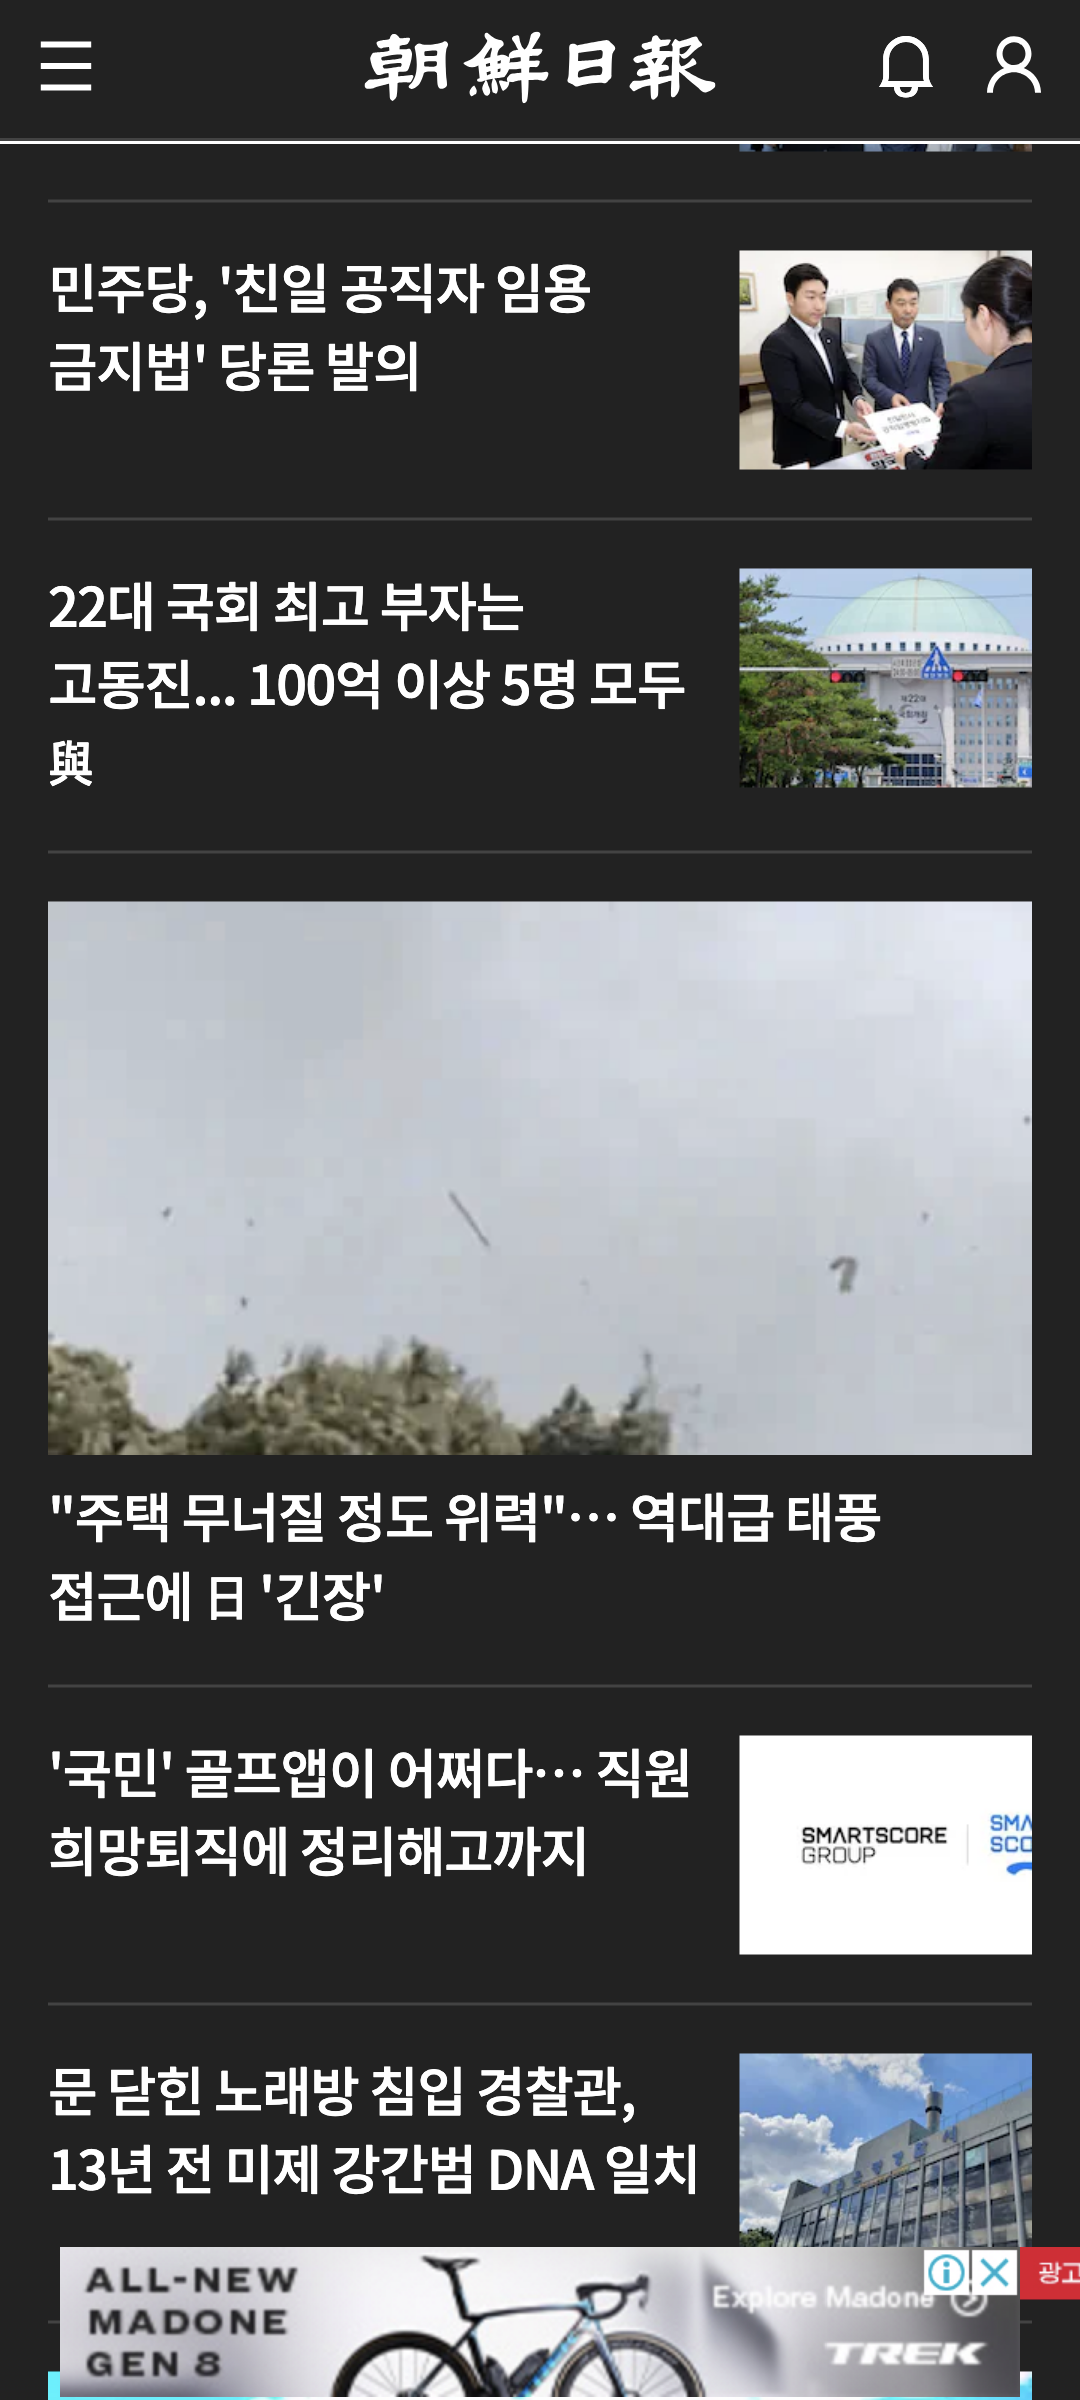 朝鮮日報
민주당, '친일 공직자 임용
금지법' 당론 발의
22대 국회 최고 부자는
고동진... 100억 이상 5명 모두
與
제22대
"주택 무너질 정도 위력"… 역대급 태풍
접근에 日 '긴장'
'국민' 골프앱이 어쩌다… 직원
희망퇴직에 정리해고까지
SMARTSCORE
GROUP
SMA
SCO
문 닫힌 노래방 침입 경찰관,
13년 전 미제 강간범 DNA 일치
ALL-NEW
MADONE
GEN 8
Explore Madone
TREK
광고